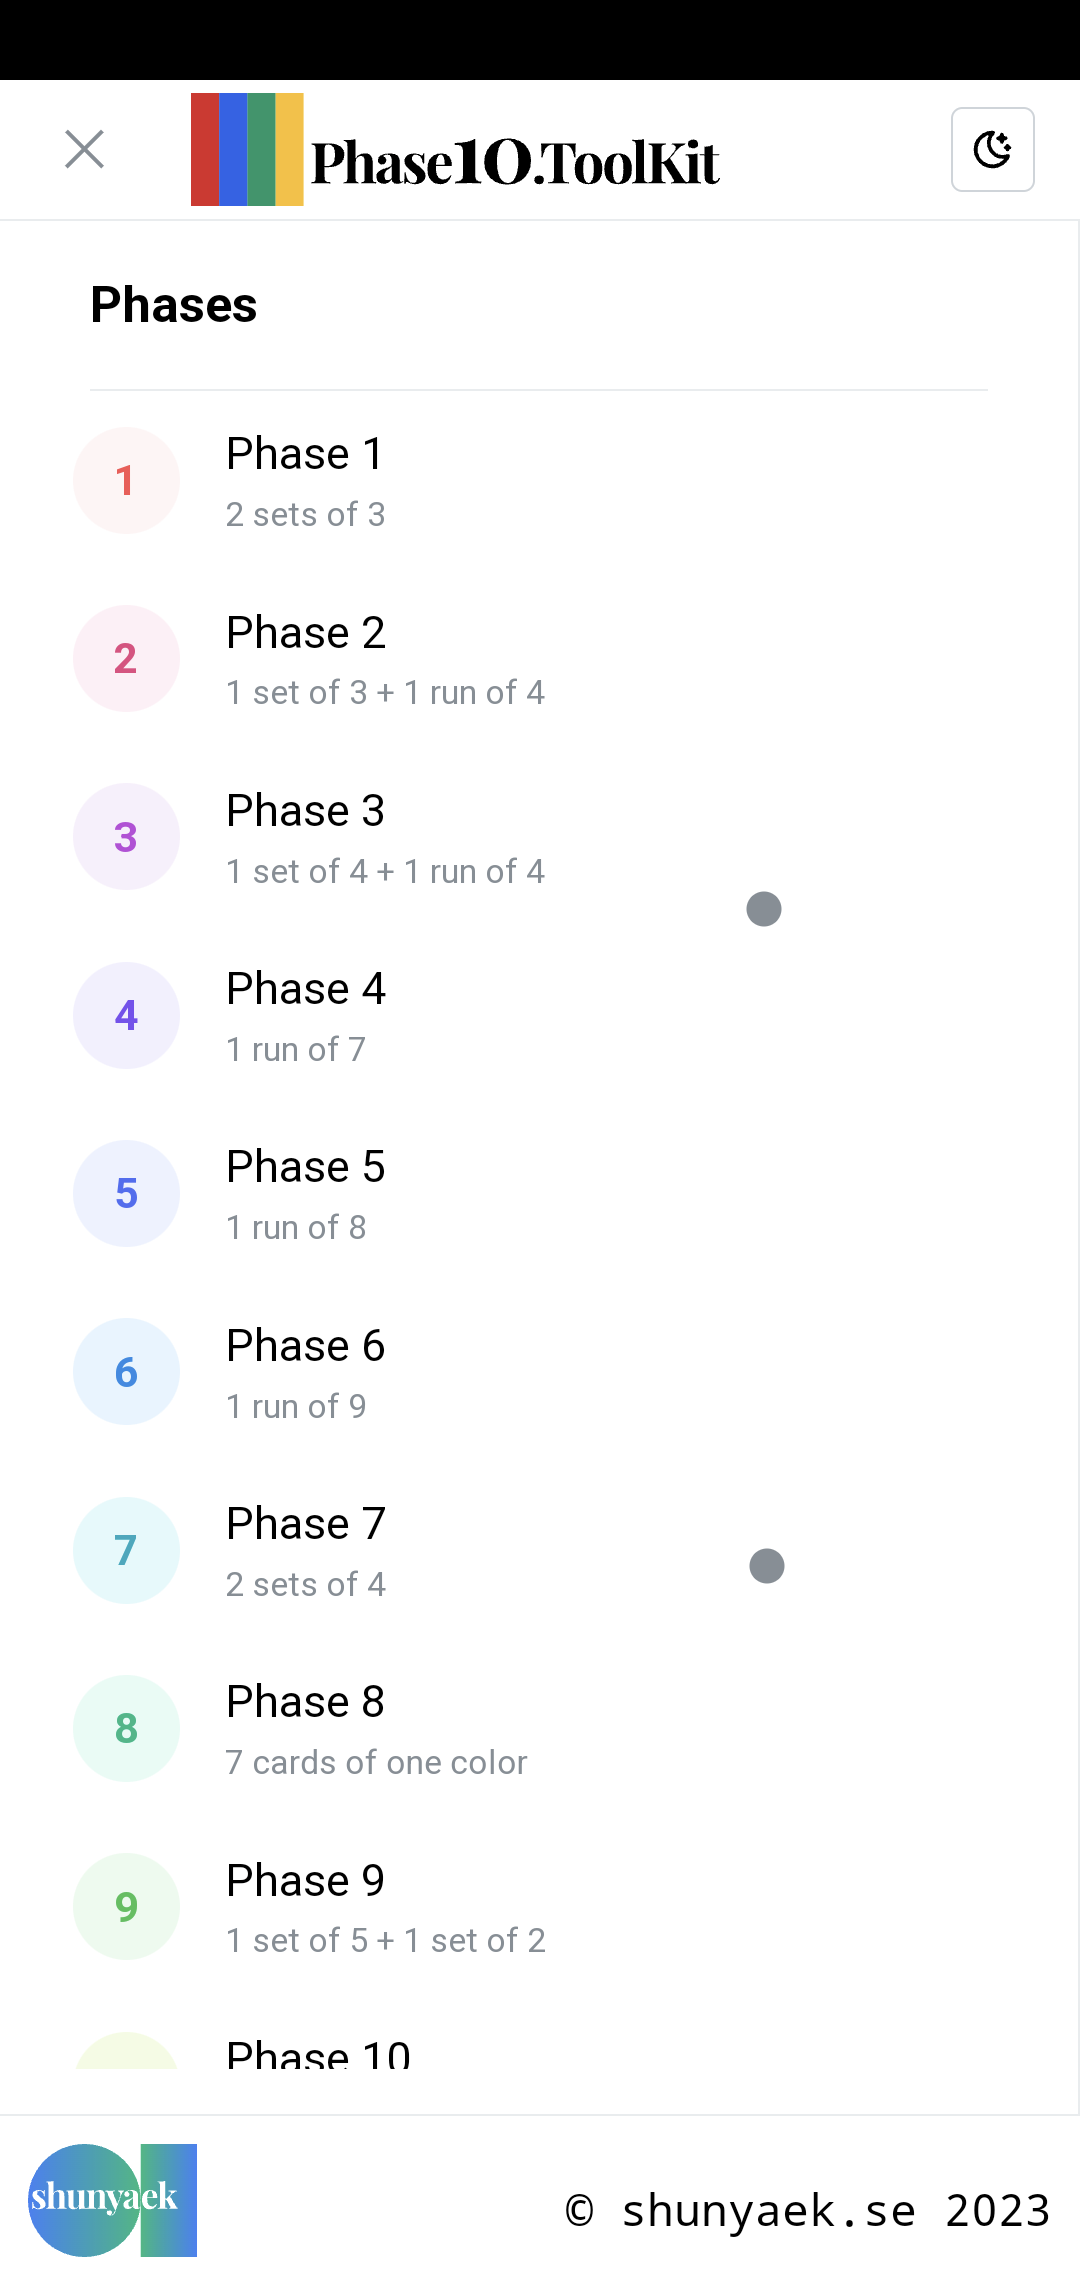 Phase10.ToolKit
Phases
1
Phase 1
2 sets of 3
2
Phase 2
1 set of 3 + 1 run of 4
3
Phase 3
1 set of 4 + 1 run of 4
4
Phase 4
1 run of 7
5
Phase 5
1 run of 8
6
Phase 6
1 run of 9
7
Phase 7
2 sets of 4
8
Phase 8
7 cards of one color
9
Phase 9
1 set of 5 + 1 set of 2
Phase 10
shunyaek
© shunyaek.se 2023